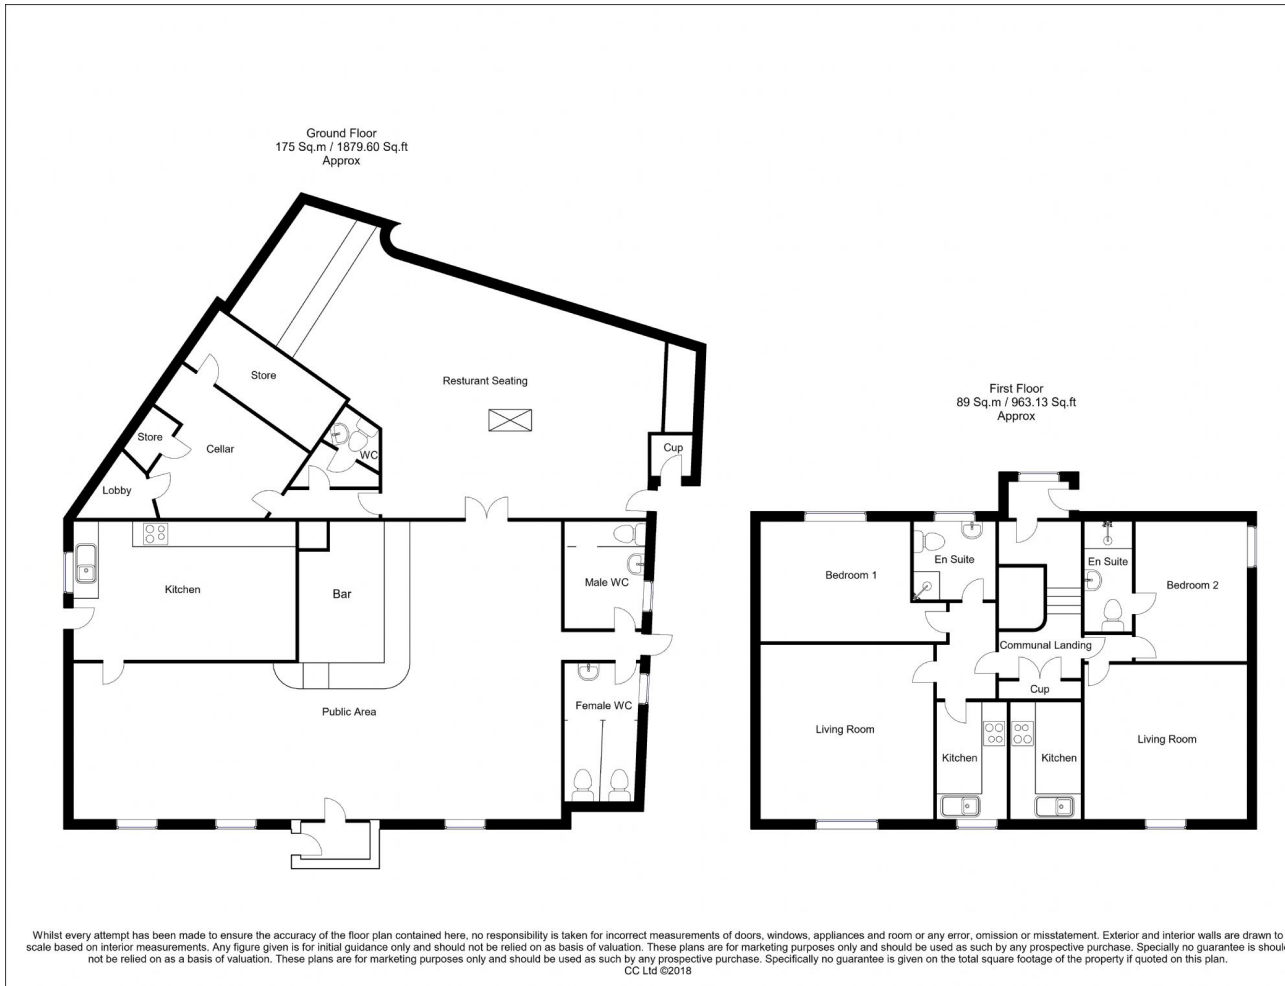 Ground Floor
175 Sq.m / 1879.60 Sq.ft
Approx
Store
Resturant Seating
Store
Cellar
WC
Cup
Lobby
Kitchen
Bar
Male WC
Public Area
Female WC
First Floor
89 Sq.m / 963.13 Sq.ft
Approx
Bedroom 1
En Suite
En Suite
Bedroom 2
Communal Landing
Cup
Living Room
Kitchen
Kitchen
Living Room
Whilst every attempt has been made to ensure the accuracy of the floor plan contained here, no responsibility is taken for incorrect measurements of doors, windows, appliances and room or any error, omission or misstatement. Exterior and interior walls are drawn to
scale based on interior measurements. Any figure given is for initial guidance only and should not be relied on as basis of valuation. These plans are for marketing purposes only and should be used as such by any prospective purchase. Specially no guarantee is should
not be relied on as a basis of valuation. These plans are for marketing purposes only and should be used as such by any prospective purchase. Specifically no guarantee is given on the total square footage of the property if quoted on this plan.
CC Ltd ©2018